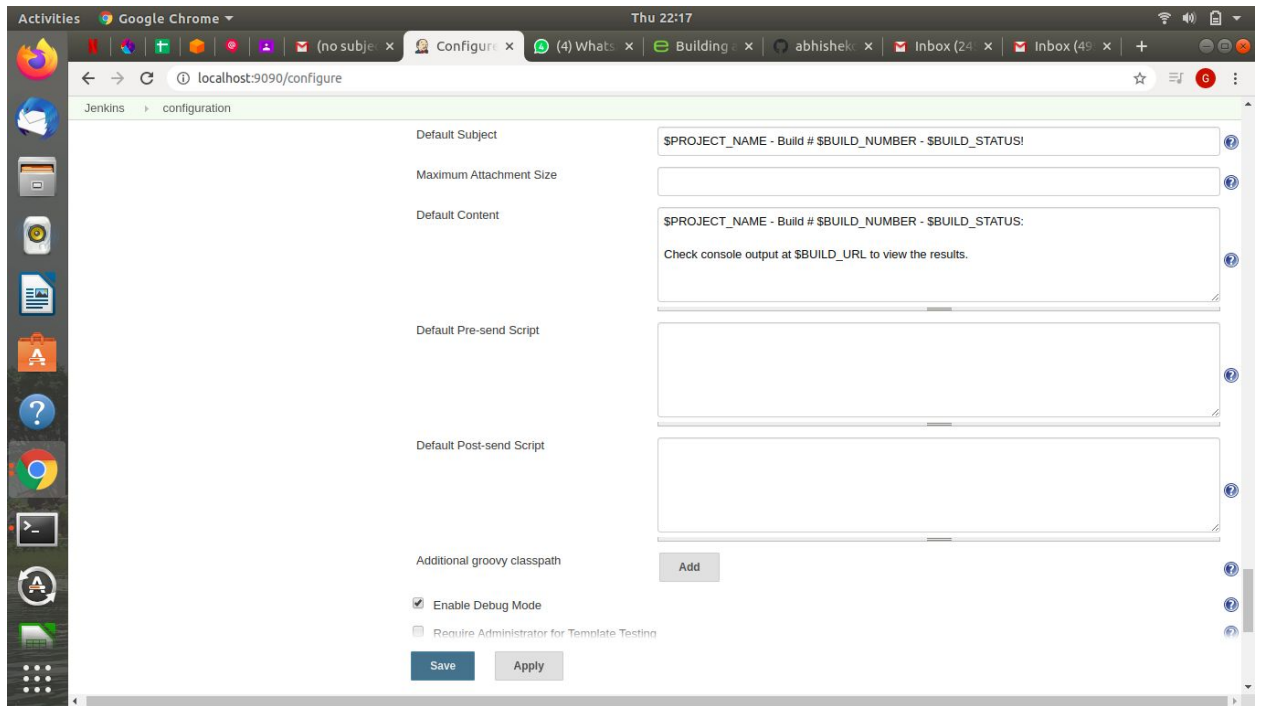 Activities Google Chrome Thu 22:17
(no subje Configure (4) Whats Building a abhishek Inbox (24 Inbox (49
localhost:9090/configure G
Jenkins configuration
Default Subject
$PROJECT_NAME - Build # $BUILD_NUMBER - $BUILD_STATUS!
Maximum Attachment Size
Default Content
$PROJECT_NAME - Build # $BUILD_NUMBER - $BUILD_STATUS:
Check console output at $BUILD_URL to view the results.
Default Pre-send Script
Default Post-send Script
Additional groovy classpath
Add
Enable Debug Mode
Require Administrator for Template Testing
Save Apply